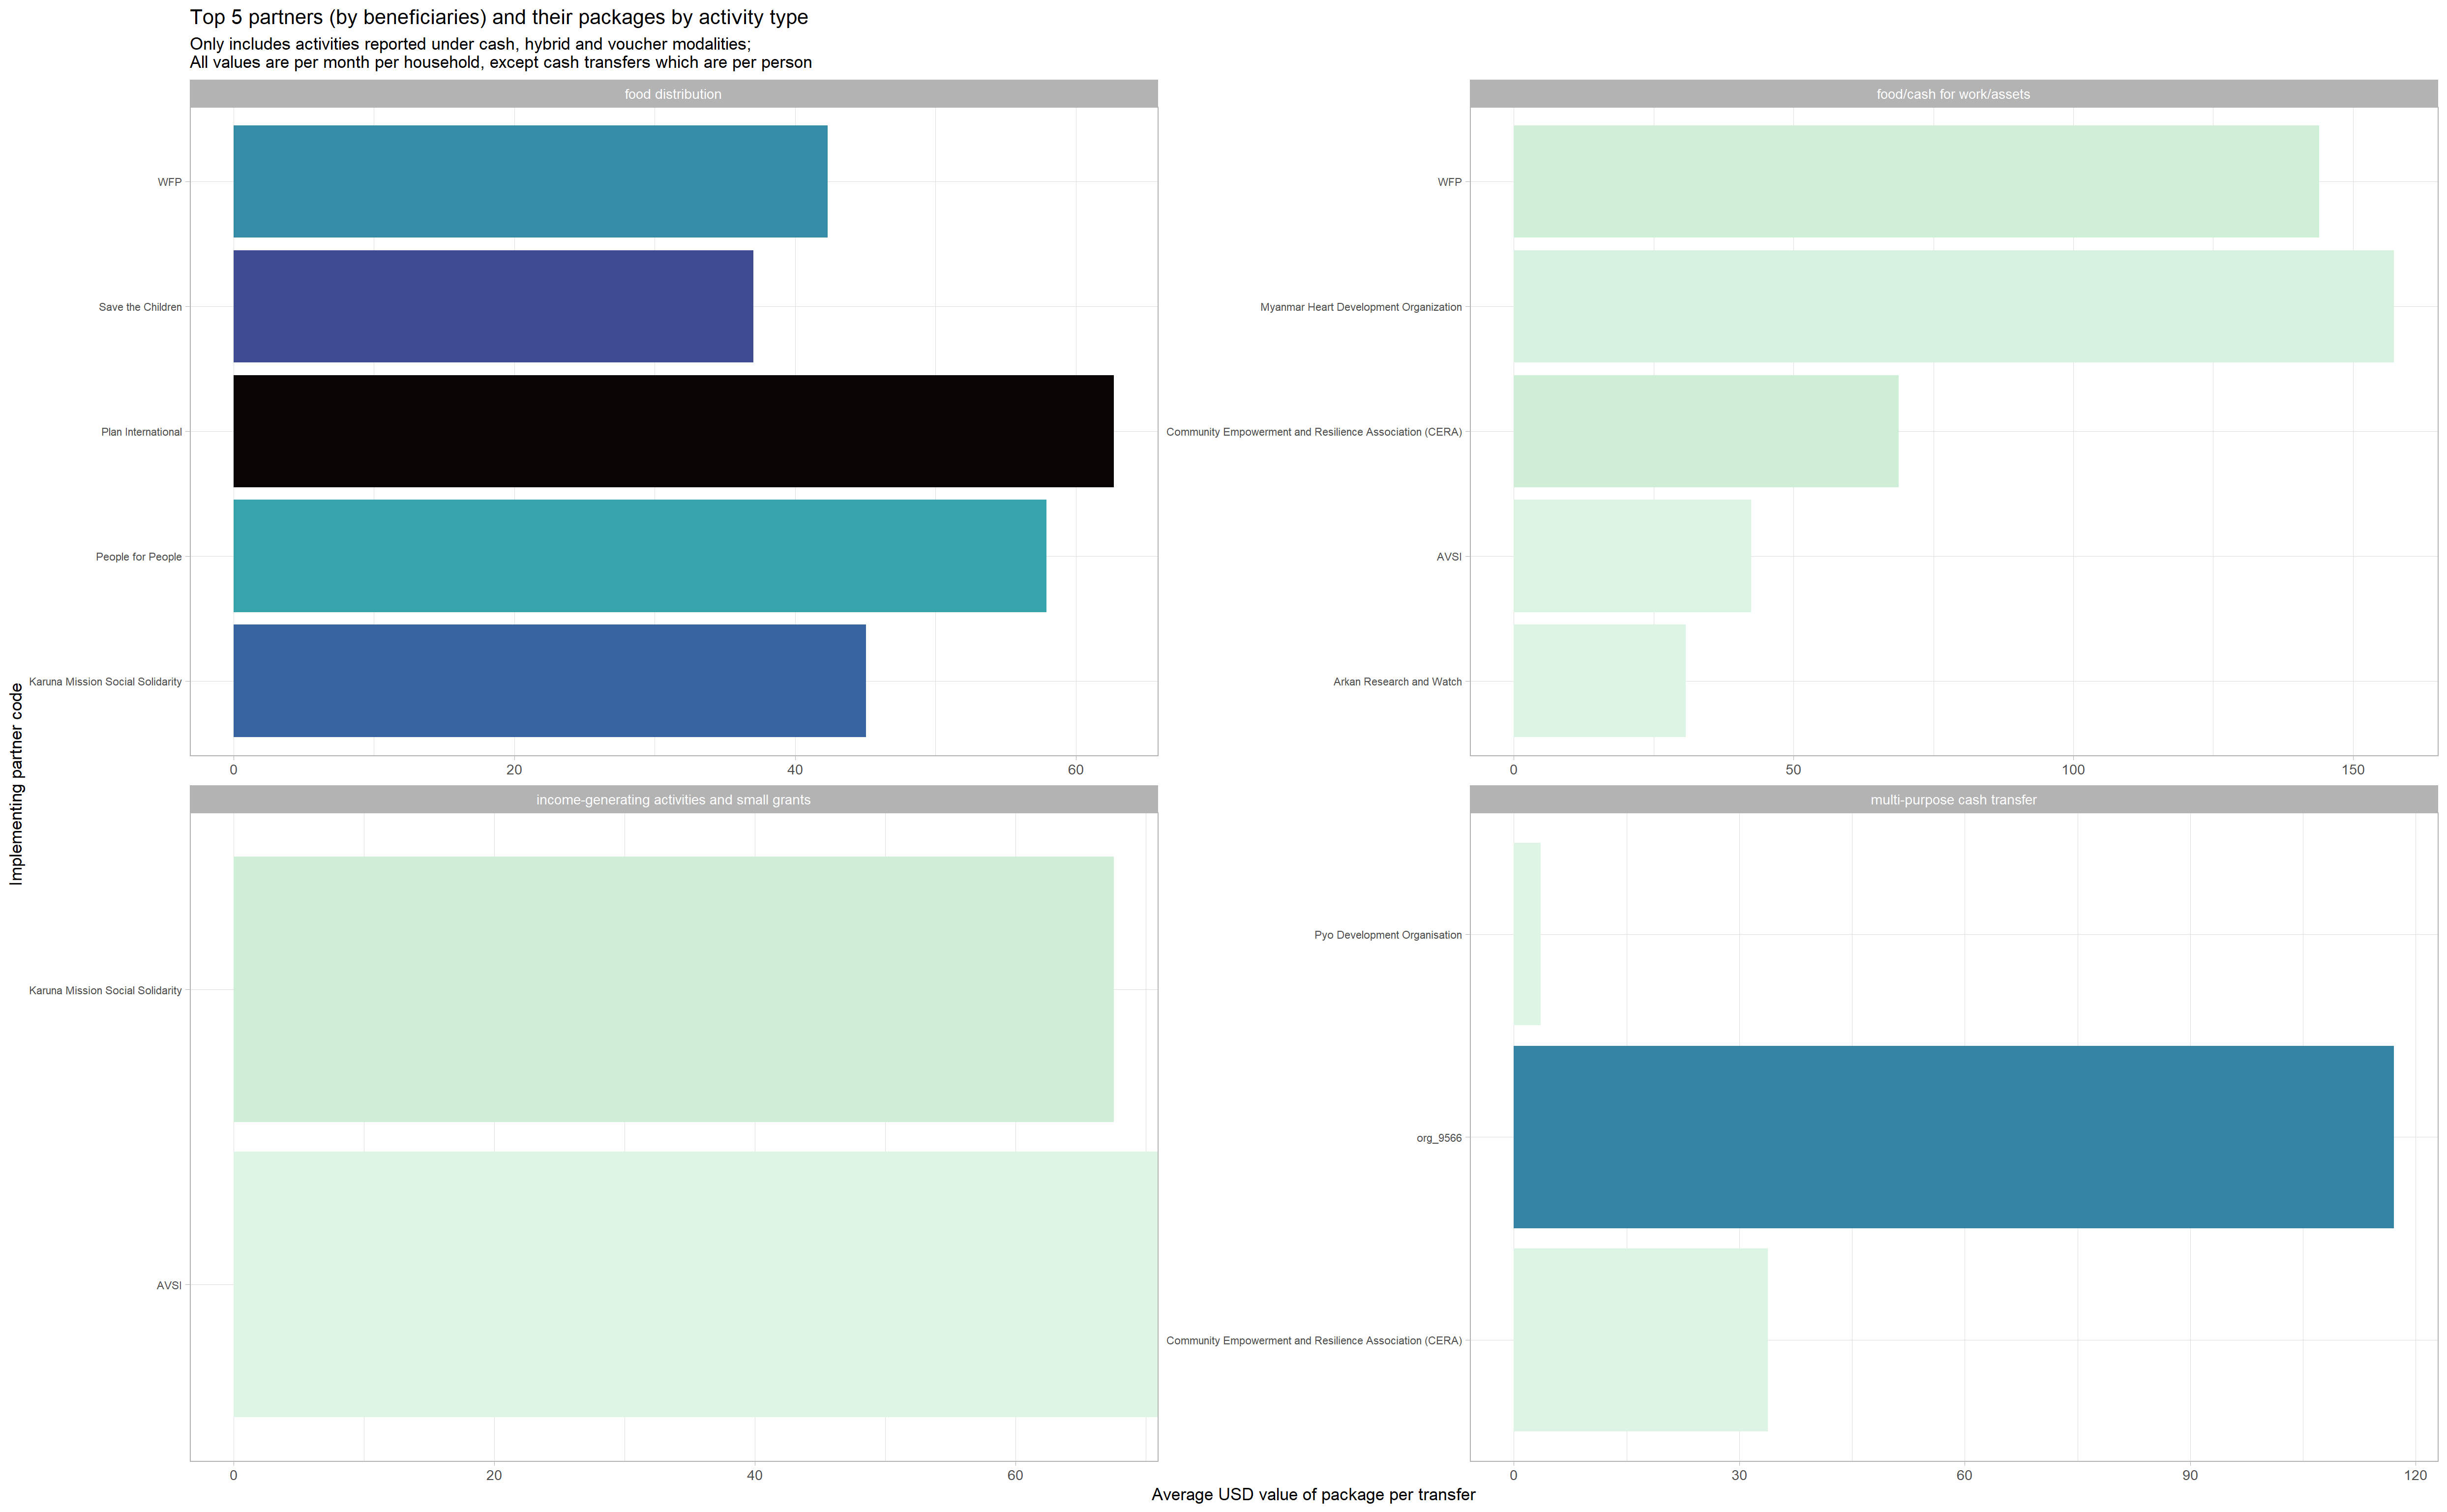 Top 5 partners (by beneficiaries) and their packages by activity type
Only includes activities reported under cash, hybrid and voucher modalities;
All values are per month per household, except cash transfers which are per person
food distribution
WFP
Save the Children
Plan International
People for People
Karuna Mission Social Solidarity
0 20 40 60
food/cash for work/assets
WFP
Myanmar Heart Development Organization
Community Empowerment and Resilience Association (CERA)
AVSI
Arkan Research and Watch
0 50 100 150
income-generating activities and small grants
Karuna Mission Social Solidarity
AVSI
0 20 40 60
multi-purpose cash transfer
Pyo Development Organisation
org_9566
Community Empowerment and Resilience Association (CERA)
0 30 60 90 120
Implementing partner code
Average USD value of package per transfer